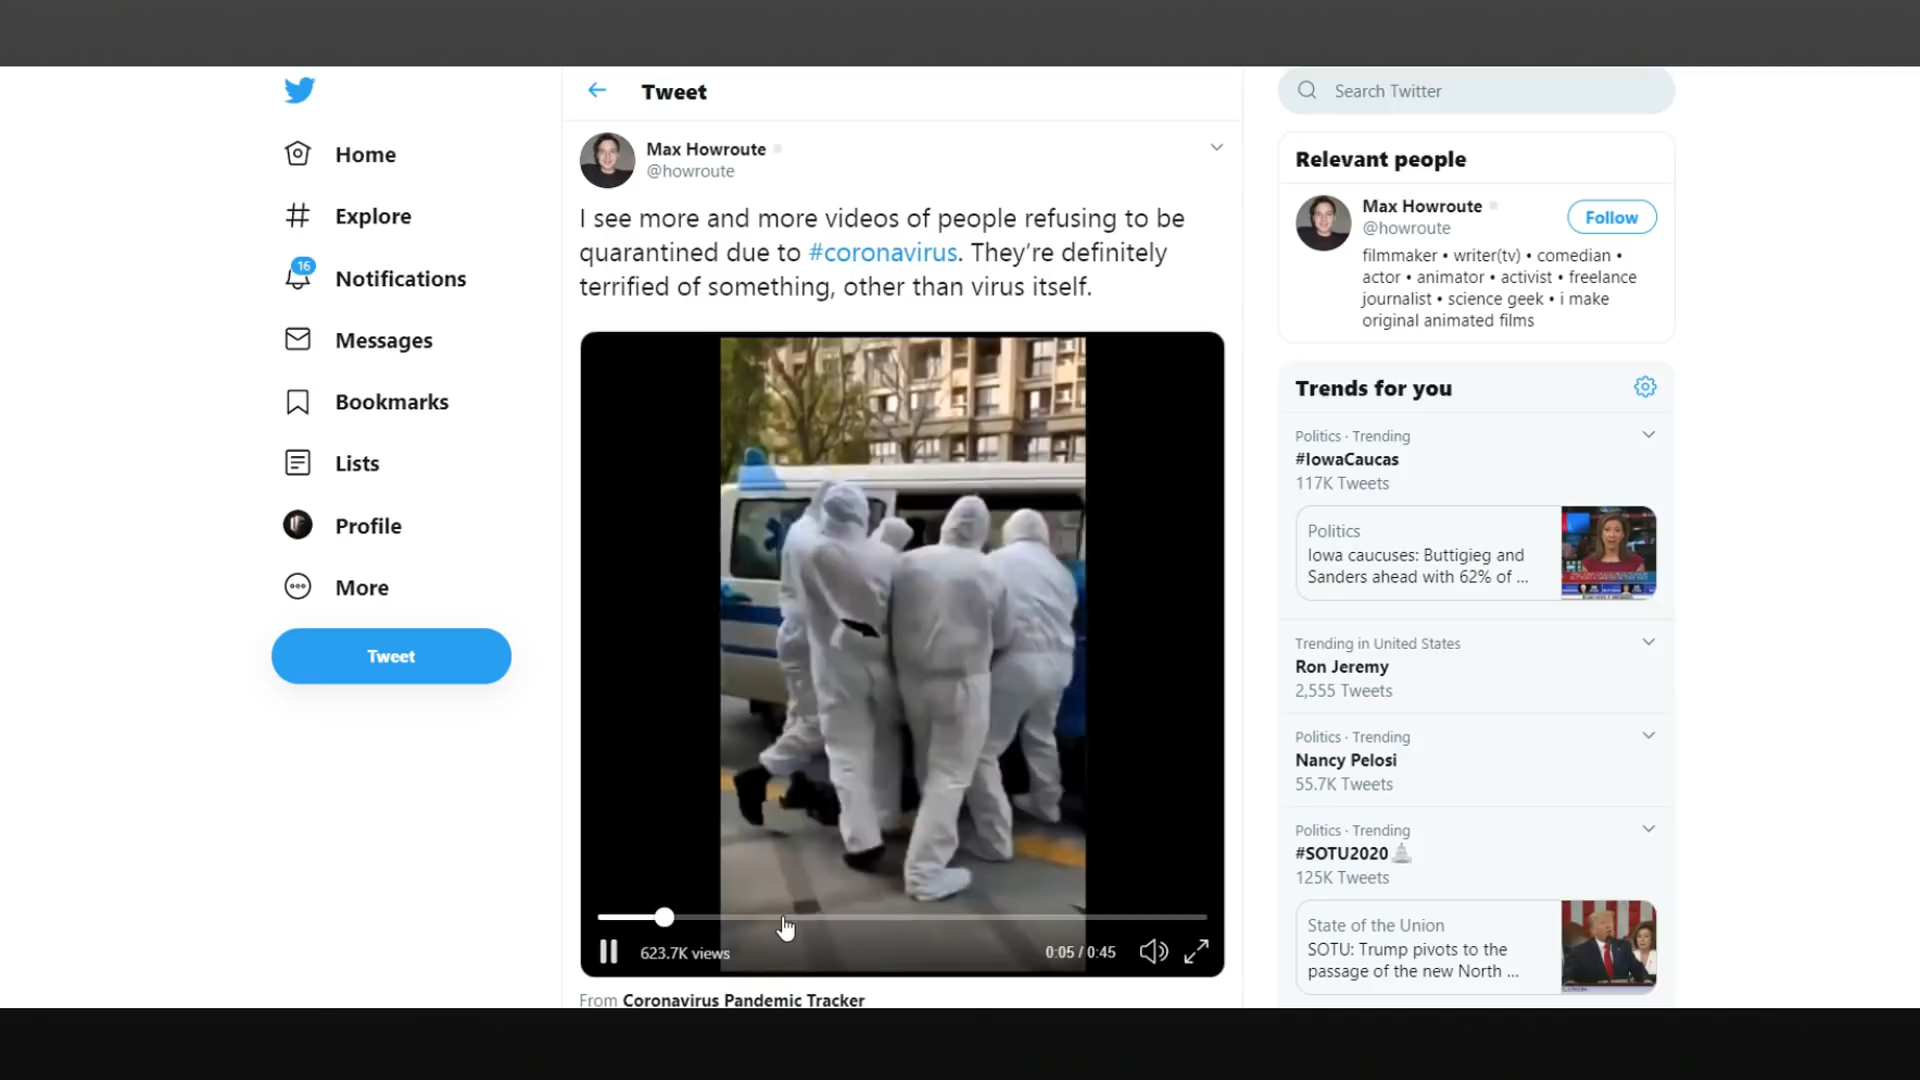 Home
Explore
16
Notifications
Messages
Bookmarks
Lists
Profile
More
Tweet
Tweet
Max Howroute
@howroute
I see more and more videos of people refusing to be
quarantined due to #coronavirus. They’re definitely
terrified of something, other than virus itself.
623.7K views
0:05 / 0:45
From Coronavirus Pandemic Tracker
Search Twitter
Relevant people
Max Howroute
@howroute
Follow
filmmaker • writer(tv) • comedian •
actor • animator • activist • freelance
journalist • science geek • i make
original animated films
Trends for you
Politics · Trending
#IowaCaucas
117K Tweets
Politics
Iowa caucuses: Buttigieg and
Sanders ahead with 62% of ...
Trending in United States
Ron Jeremy
2,555 Tweets
Politics · Trending
Nancy Pelosi
55.7K Tweets
Politics · Trending
#SOTU2020
125K Tweets
State of the Union
SOTU: Trump pivots to the
passage of the new North ...